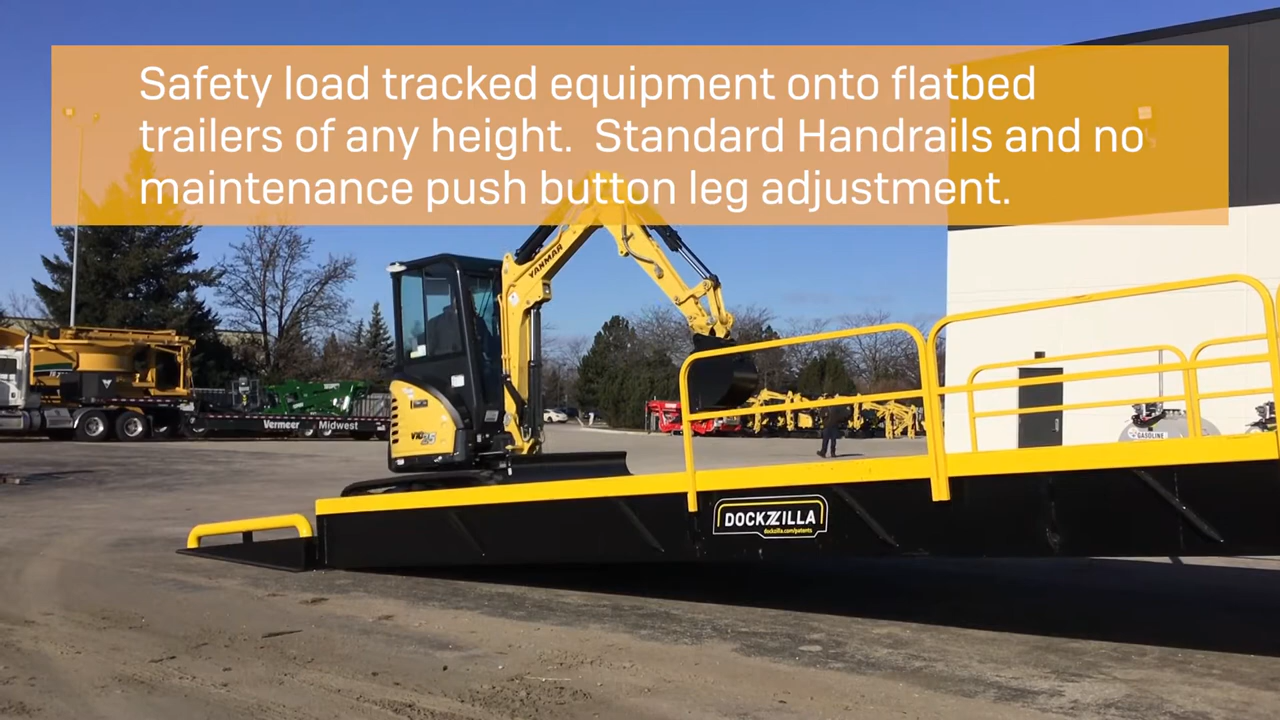 Safety load tracked equipment onto flatbed
trailers of any height.  Standard Handrails and no
maintenance push button leg adjustment.
YANMAR
ViO25
Vermeer Midwest
GASOLINE
DOCKZILLA
dockzilla.com/patents